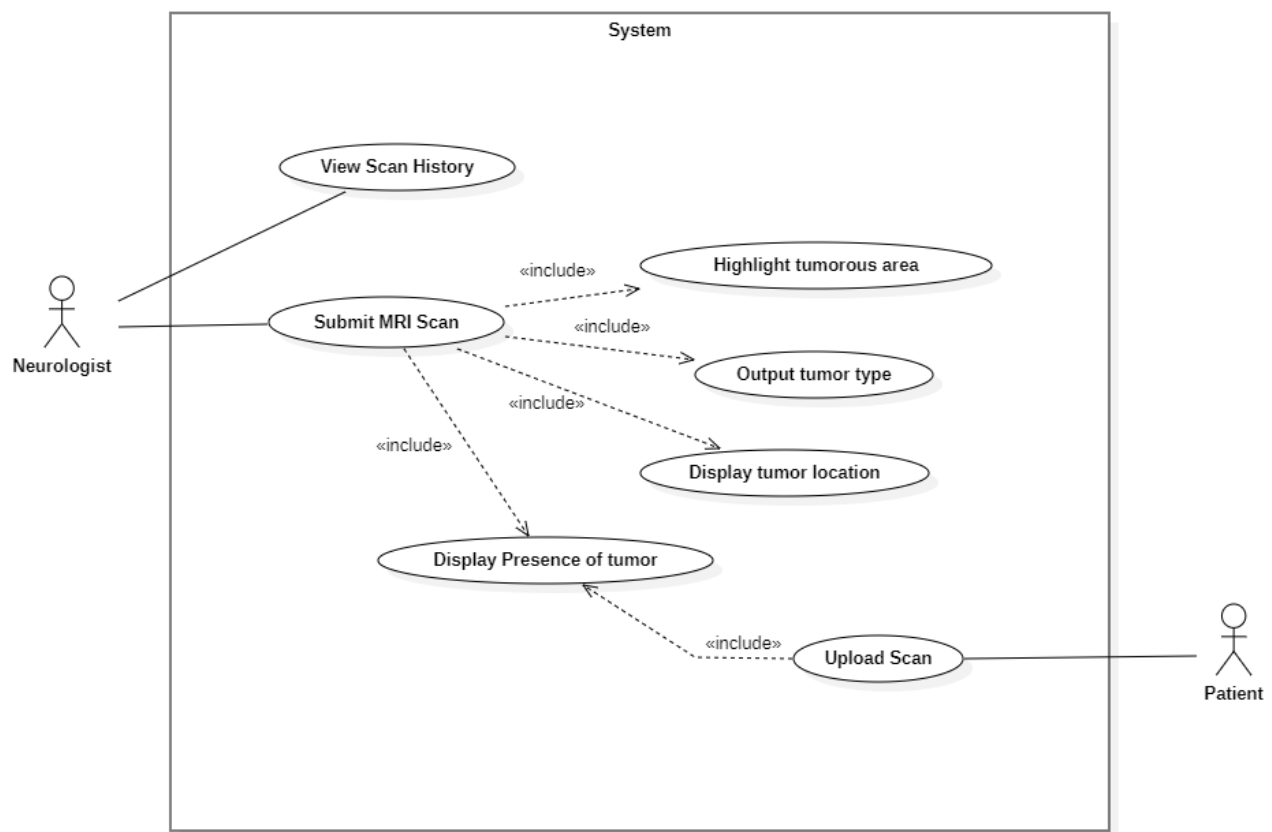 System
View Scan History
«include»
Highlight tumorous area
Neurologist
Submit MRI Scan
«include»
Output tumor type
«include»
«include»
Display tumor location
Display Presence of tumor
«include»
Upload Scan
Patient